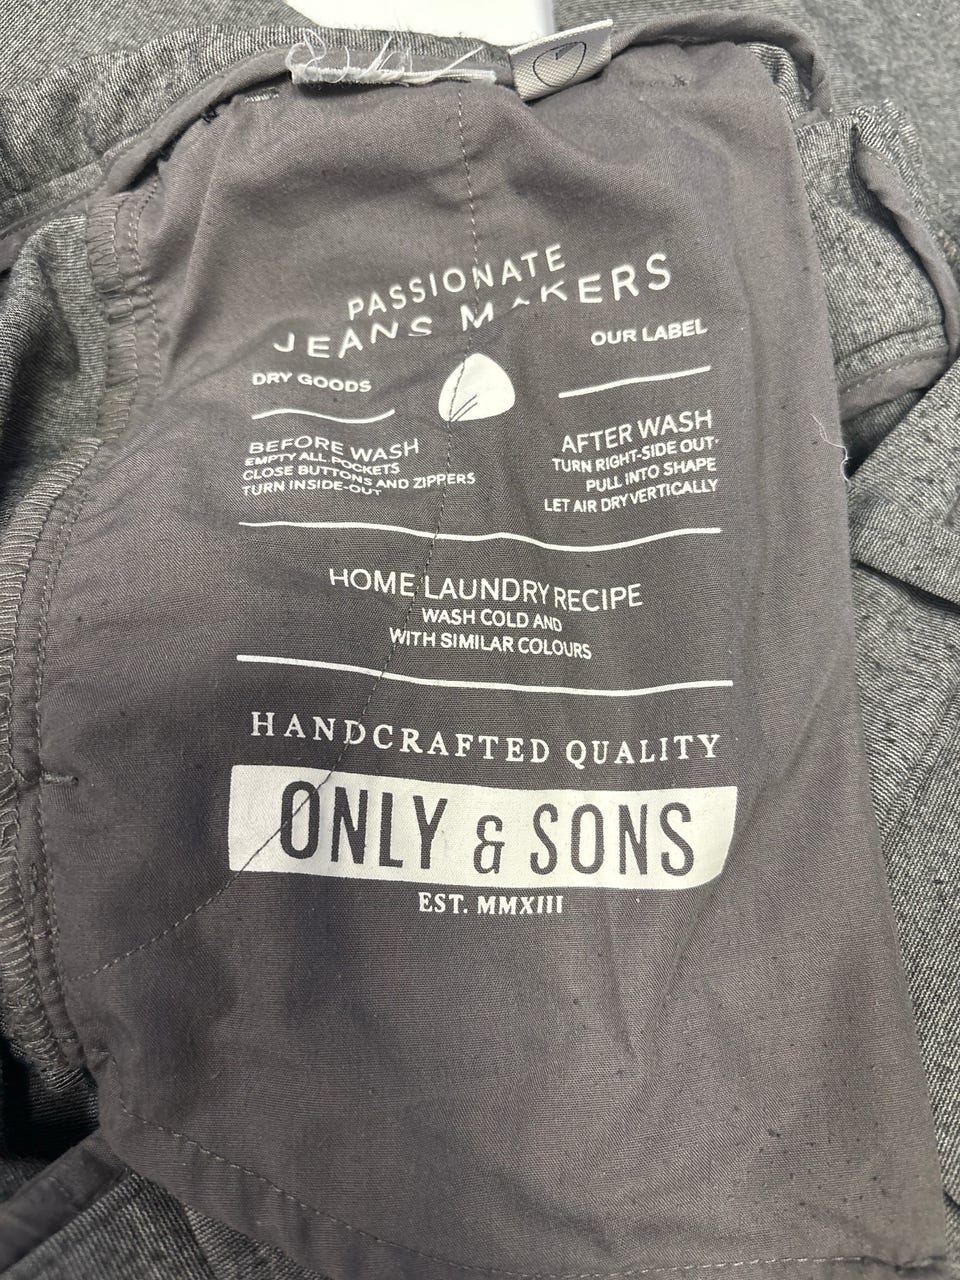 PASSIONATE
JEANS MAKERS
DRY GOODS
OUR LABEL
BEFORE WASH
EMPTY ALL POCKETS
CLOSE BUTTONS AND ZIPPERS
TURN INSIDE-OUT
AFTER WASH
TURN RIGHT-SIDE OUT
PULL INTO SHAPE
LET AIR DRY VERTICALLY
HOME LAUNDRY RECIPE
WASH COLD AND
WITH SIMILAR COLOURS
HANDCRAFTED QUALITY
ONLY & SONS
EST. MMXIII